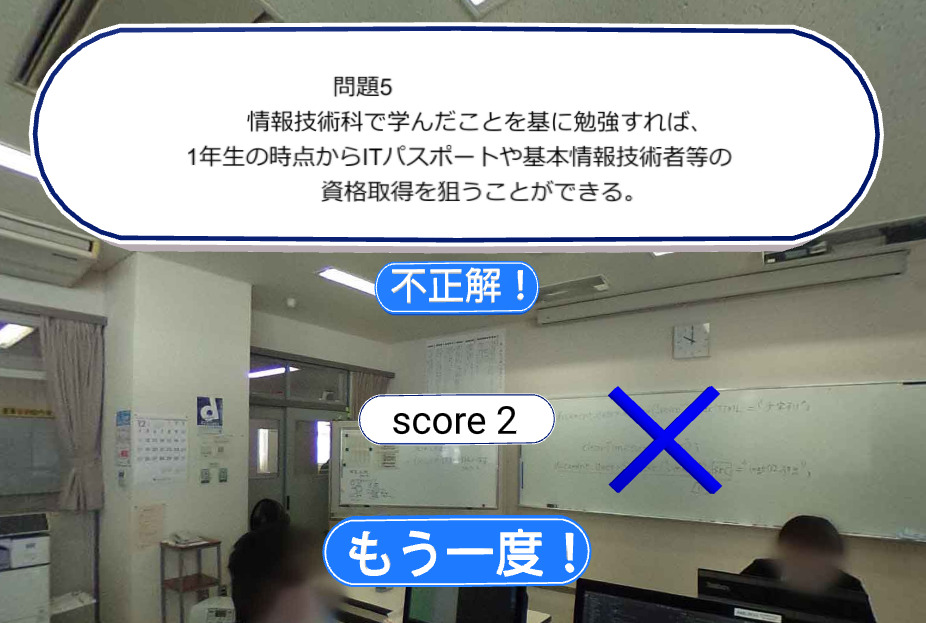 問題5
情報技術科で学んだことを基に勉強すれば、
1年生の時点からITパスポートや基本情報技術者等の
資格取得を狙うことができる。
不正解！
score 2
もう一度！
d
12